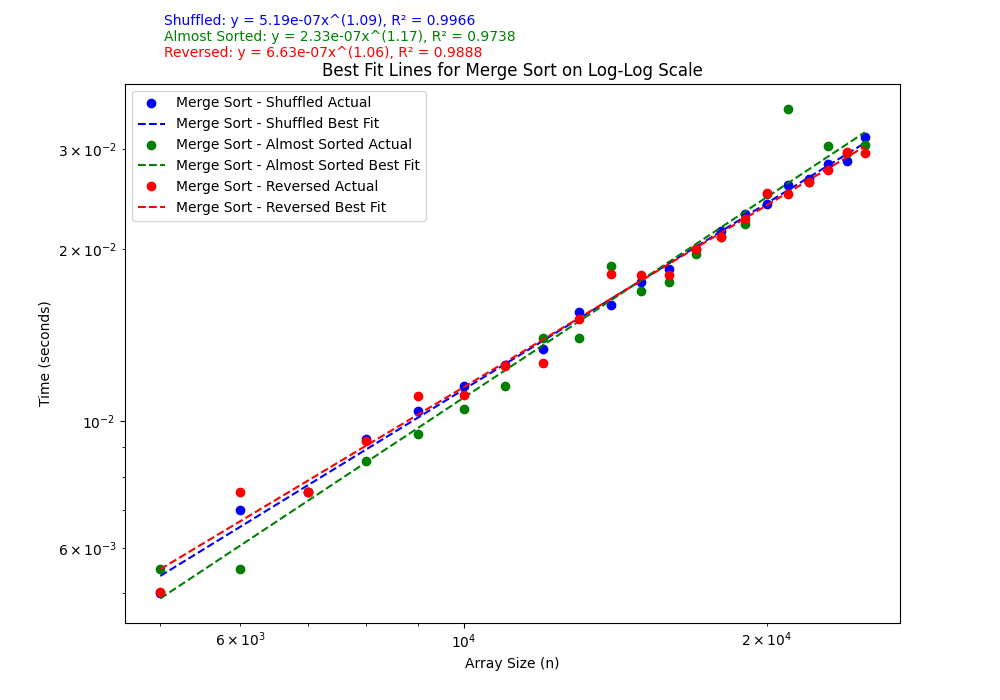 Shuffled: y = 5.19e-07x^(1.09), R² = 0.9966
Almost Sorted: y = 2.33e-07x^(1.17), R² = 0.9738
Reversed: y = 6.63e-07x^(1.06), R² = 0.9888
Best Fit Lines for Merge Sort on Log-Log Scale
Merge Sort - Shuffled Actual
Merge Sort - Shuffled Best Fit
Merge Sort - Almost Sorted Actual
Merge Sort - Almost Sorted Best Fit
Merge Sort - Reversed Actual
Merge Sort - Reversed Best Fit
3 × 10⁻²
2 × 10⁻²
10⁻²
6 × 10⁻³
Time (seconds)
6 × 10³
10⁴
2 × 10⁴
Array Size (n)